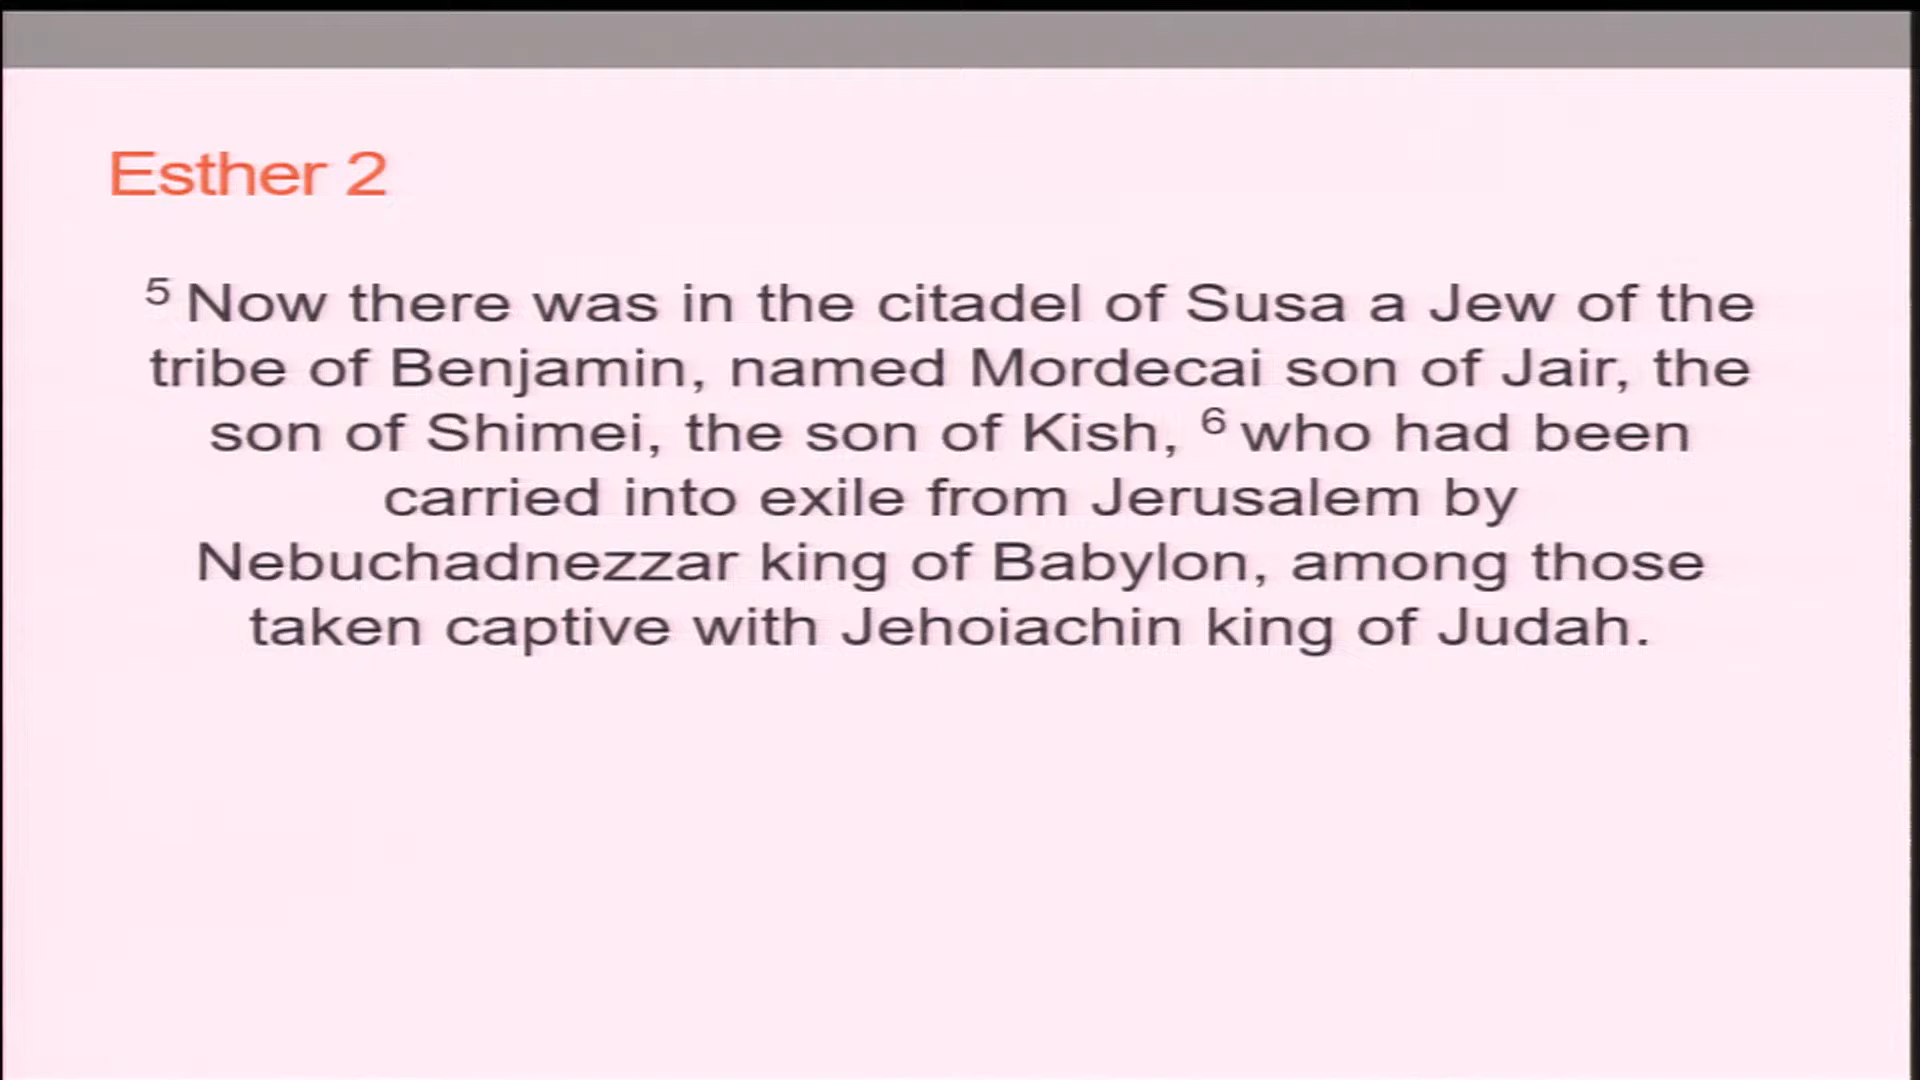 Esther 2
5 Now there was in the citadel of Susa a Jew of the
tribe of Benjamin, named Mordecai son of Jair, the
son of Shimei, the son of Kish, 6 who had been
carried into exile from Jerusalem by
Nebuchadnezzar king of Babylon, among those
taken captive with Jehoiachin king of Judah.